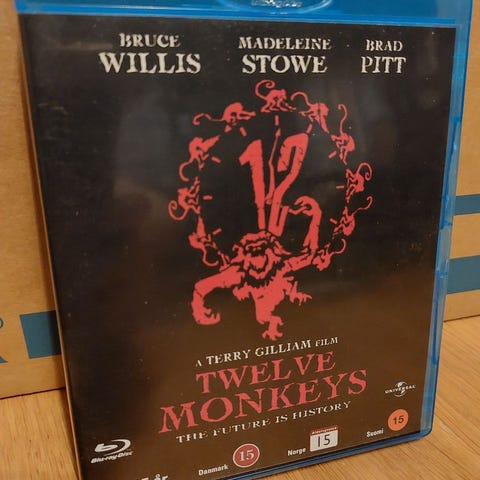 BRUCE WILLIS
MADELEINE STOWE
BRAD PITT
12
A TERRY GILLIAM FILM
TWELVE
MONKEYS
THE FUTURE IS HISTORY
UNIVERSAL
Blu-ray Disc
år
Danmark 15
Norge 15
Suomi 15